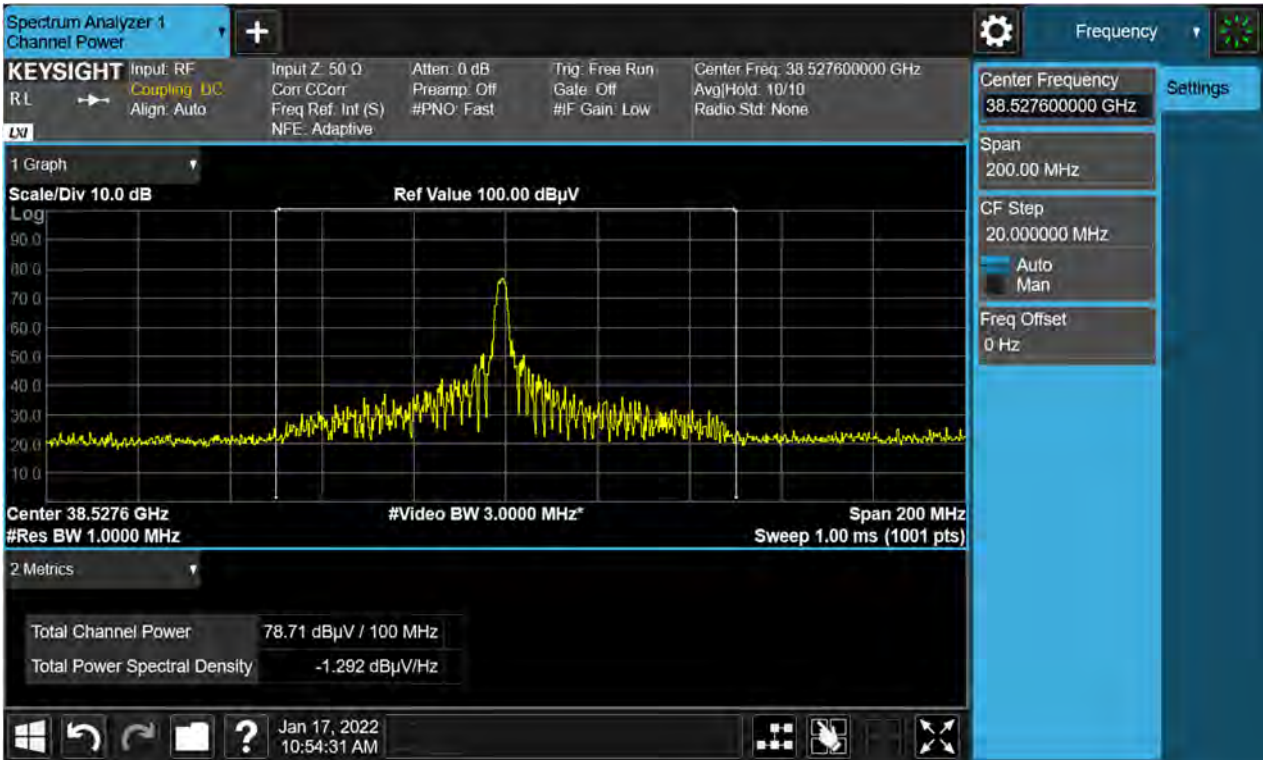 Spectrum Analyzer 1
Channel Power
+
Frequency
KEYSIGHT
RL
LXI
Input: RF
Coupling: DC
Align: Auto
Input Z: 50 Ω
Corr CCorr
Freq Ref: Int (S)
NFE: Adaptive
Atten: 0 dB
Preamp: Off
#PNO: Fast
Trig: Free Run
Gate: Off
#IF Gain: Low
Center Freq: 38.527600000 GHz
Avg|Hold: 10/10
Radio Std: None
Center Frequency
38.527600000 GHz
Settings
Span
200.00 MHz
CF Step
20.000000 MHz
Auto
Man
Freq Offset
0 Hz
1 Graph
Scale/Div 10.0 dB
Ref Value 100.00 dBµV
Log
90.0
80.0
70.0
60.0
50.0
40.0
30.0
20.0
10.0
Center 38.5276 GHz
#Video BW 3.0000 MHz*
Span 200 MHz
#Res BW 1.0000 MHz
Sweep 1.00 ms (1001 pts)
2 Metrics
Total Channel Power 78.71 dBµV / 100 MHz
Total Power Spectral Density -1.292 dBµV/Hz
?
Jan 17, 2022
10:54:31 AM